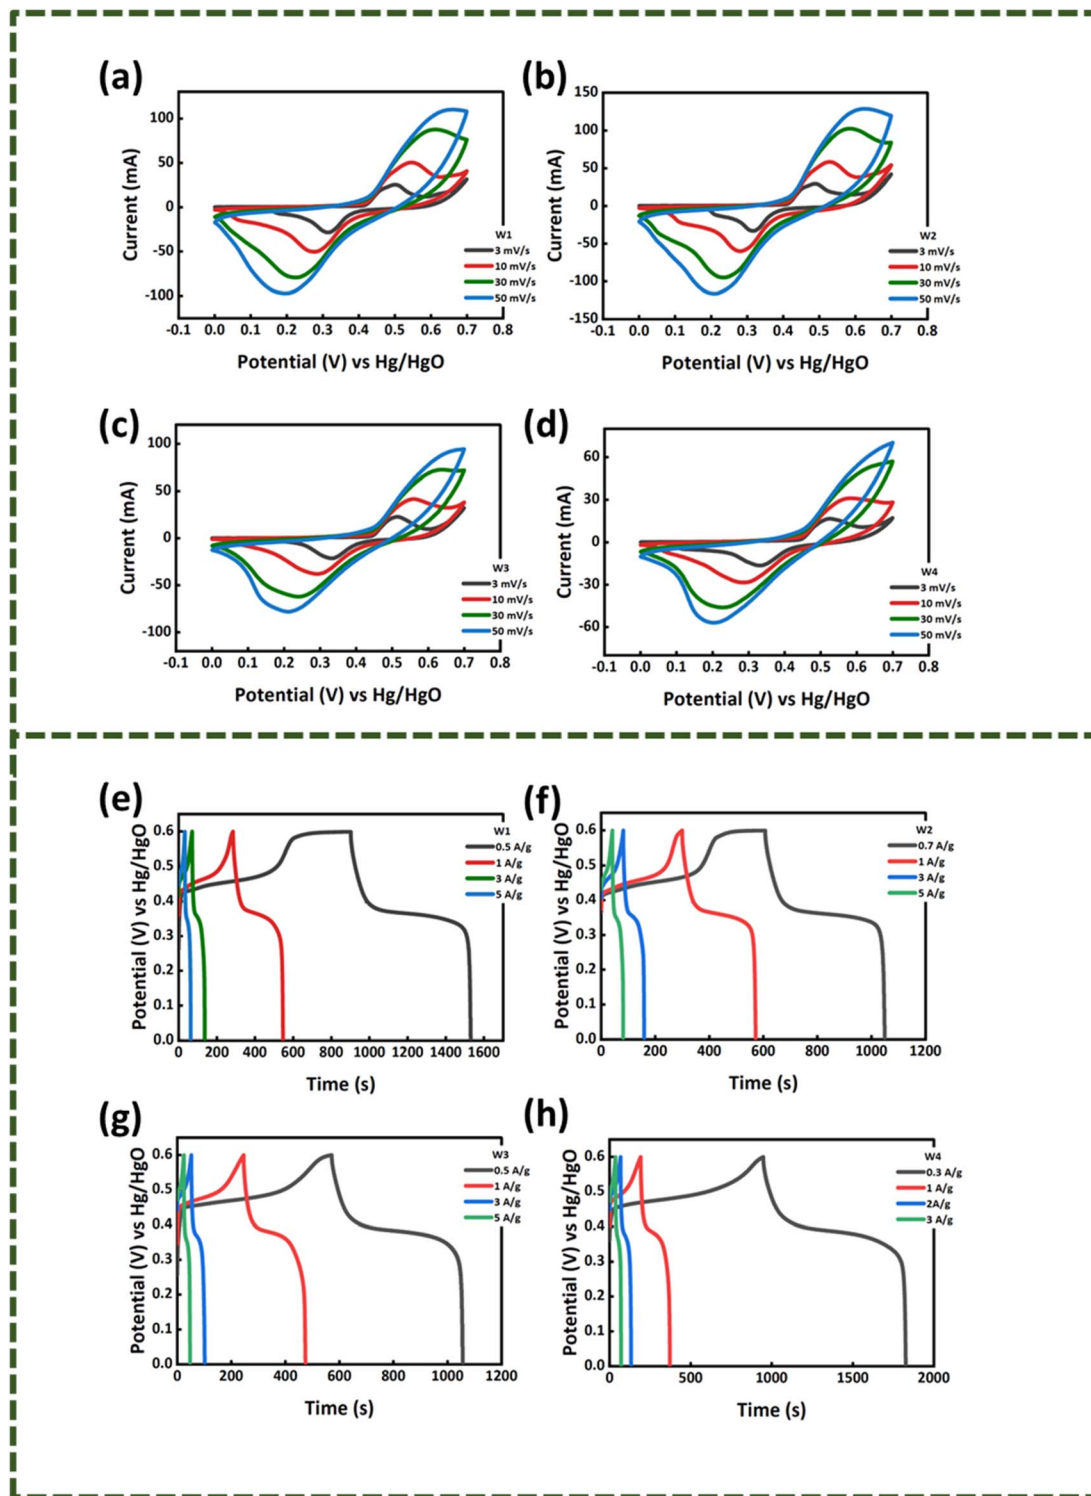 (a)
(b)
Current (mA)
100
50
0
-50
-100
-0.1 0.0 0.1 0.2 0.3 0.4 0.5 0.6 0.7 0.8
Potential (V) vs Hg/HgO
W1
3 mV/s
10 mV/s
30 mV/s
50 mV/s
Current (mA)
150
100
50
0
-50
-100
-150
-0.1 0.0 0.1 0.2 0.3 0.4 0.5 0.6 0.7 0.8
Potential (V) vs Hg/HgO
W2
3 mV/s
10 mV/s
30 mV/s
50 mV/s
(c)
(d)
Current (mA)
100
50
0
-50
-100
-0.1 0.0 0.1 0.2 0.3 0.4 0.5 0.6 0.7 0.8
Potential (V) vs Hg/HgO
W3
3 mV/s
10 mV/s
30 mV/s
50 mV/s
Current (mA)
60
30
0
-30
-60
-0.1 0.0 0.1 0.2 0.3 0.4 0.5 0.6 0.7 0.8
Potential (V) vs Hg/HgO
W4
3 mV/s
10 mV/s
30 mV/s
50 mV/s
(e)
(f)
Potential (V) vs Hg/HgO
0.6
0.5
0.4
0.3
0.2
0.1
0.0
0 200 400 600 800 1000 1200 1400 1600
Time (s)
W1
0.5 A/g
1 A/g
3 A/g
5 A/g
Potential (V) vs Hg/HgO
0.6
0.5
0.4
0.3
0.2
0.1
0.0
0 200 400 600 800 1000 1200
Time (s)
W2
0.7 A/g
1 A/g
3 A/g
5 A/g
(g)
(h)
Potential (V) vs Hg/HgO
0.6
0.5
0.4
0.3
0.2
0.1
0.0
0 200 400 600 800 1000 1200
Time (s)
W3
0.5 A/g
1 A/g
3 A/g
5 A/g
Potential (V) vs Hg/HgO
0.6
0.5
0.4
0.3
0.2
0.1
0.0
0 500 1000 1500 2000
Time (s)
W4
0.3 A/g
1 A/g
2A/g
3 A/g